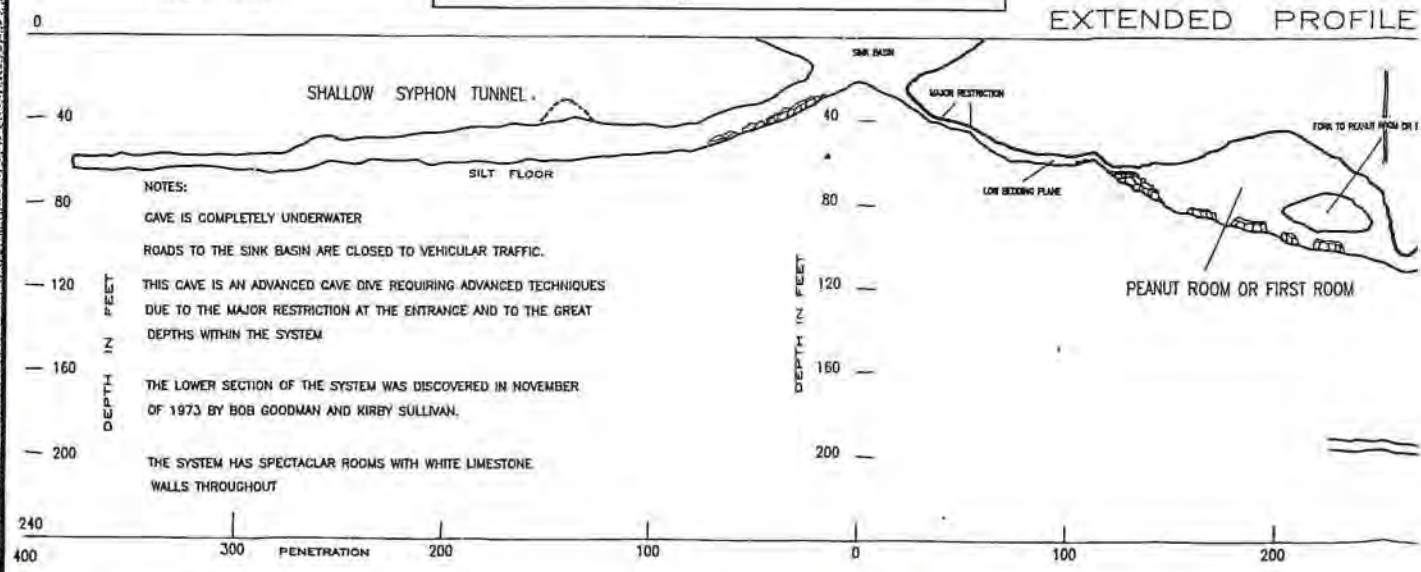 EXTENDED PROFILE
0
SINK BASIN
SHALLOW SYPHON TUNNEL.
MAJOR RESTRICTION
40
40
FORK TO PEANUT ROOM OR
SILT FLOOR
LOW BEDDING PLANE
NOTES:
80
80
CAVE IS COMPLETELY UNDERWATER
ROADS TO THE SINK BASIN ARE CLOSED TO VEHICULAR TRAFFIC.
120
120
THIS CAVE IS AN ADVANCED CAVE DIVE REQUIRING ADVANCED TECHNIQUES
DUE TO THE MAJOR RESTRICTION AT THE ENTRANCE AND TO THE GREAT
DEPTHS WITHIN THE SYSTEM
PEANUT ROOM OR FIRST ROOM
DEPTH IN FEET
DEPTH IN FEET
160
160
THE LOWER SECTION OF THE SYSTEM WAS DISCOVERED IN NOVEMBER
OF 1973 BY BOB GOODMAN AND KIRBY SULLIVAN.
200
200
THE SYSTEM HAS SPECTACLAR ROOMS WITH WHITE LIMESTONE
WALLS THROUGHOUT
240
400
300
PENETRATION
200
100
0
100
200